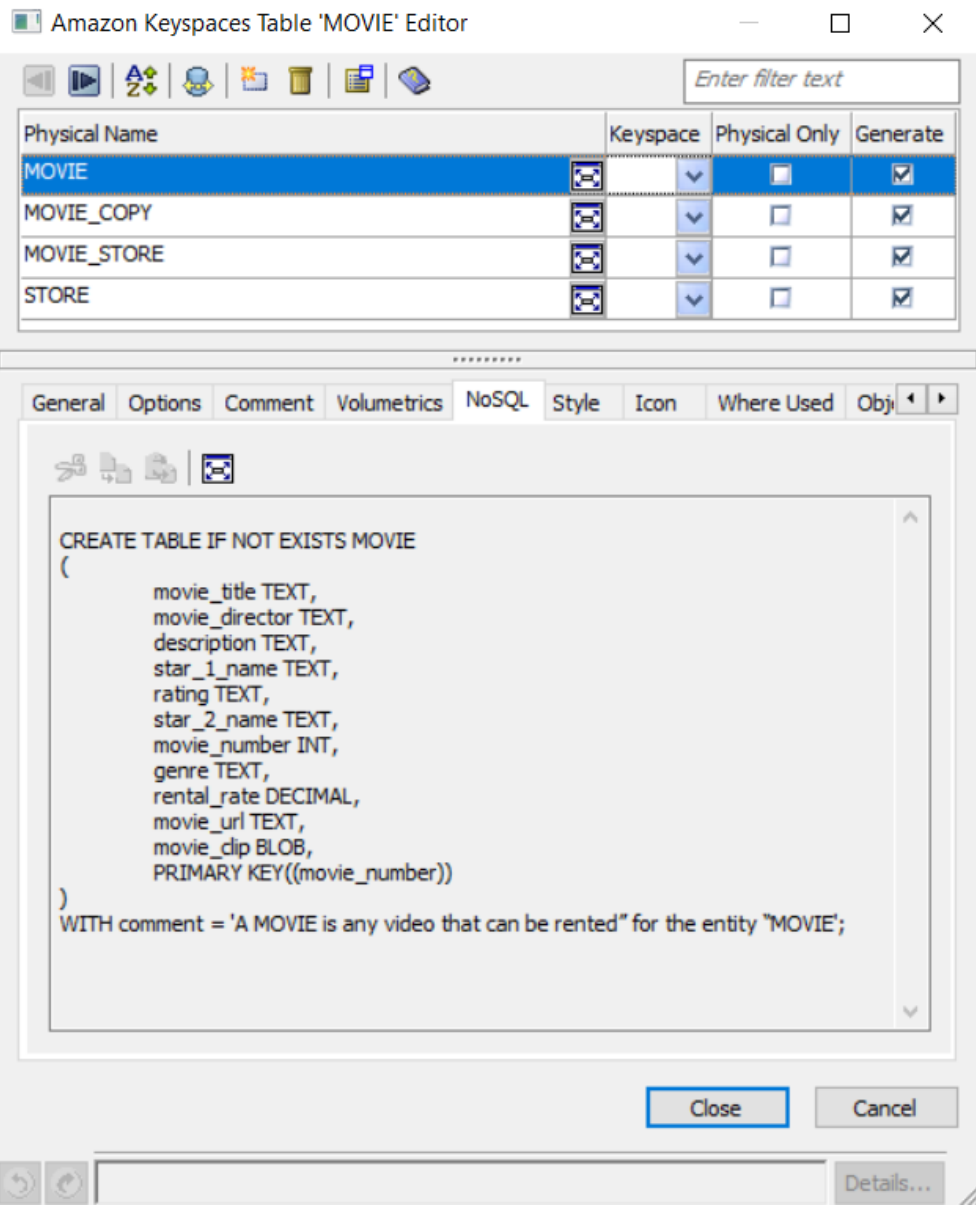 Amazon Keyspaces Table 'MOVIE' Editor
Enter filter text
Physical Name Keyspace Physical Only Generate
MOVIE
MOVIE_COPY
MOVIE_STORE
STORE
General Options Comment Volumetrics NoSQL Style Icon Where Used Obj
CREATE TABLE IF NOT EXISTS MOVIE
(
movie_title TEXT,
movie_director TEXT,
description TEXT,
star_1_name TEXT,
rating TEXT,
star_2_name TEXT,
movie_number INT,
genre TEXT,
rental_rate DECIMAL,
movie_url TEXT,
movie_clip BLOB,
PRIMARY KEY((movie_number))
)
WITH comment = 'A MOVIE is any video that can be rented” for the entity “MOVIE';
Close Cancel
Details...